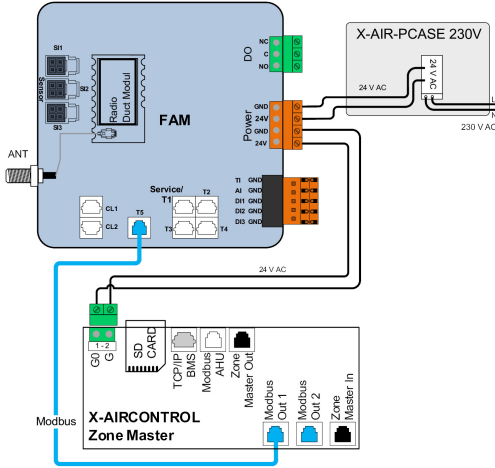 X-AIR-PCASE 230V
24 V AC
24 V AC
L
N
230 V AC
SI1
SI2
SI3
Sensor
Radio
Duct Modul
FAM
DO
NC
C
NO
Power
GND
24V
GND
24V
ANT
CL1
CL2
T5
Service/
T1
T2
T3
T4
TI GND
AI GND
DI1 GND
DI2 GND
DI3 GND
24 V AC
1 - 2
G0
G
SD
CARD
TCP/IP
BMS
Modbus
AHU
Zone
Master Out
Modbus
X-AIRCONTROL
Zone Master
Modbus
Out 1
Modbus
Out 2
Zone
Master In